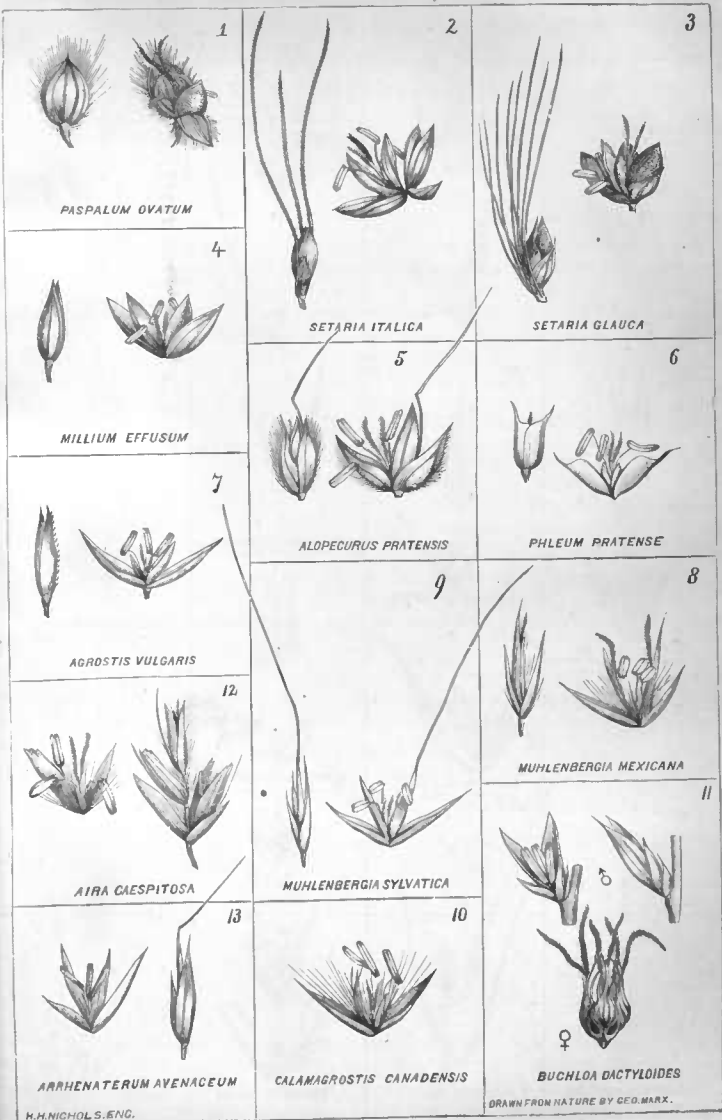 1
PASPALUM OVATUM
2
SETARIA ITALICA
3
SETARIA GLAUCA
4
MILLIUM EFFUSUM
5
ALOPECURUS PRATENSIS
6
PHLEUM PRATENSE
7
AGROSTIS VULGARIS
9
MUHLENBERGIA SYLVATICA
8
MUHLENBERGIA MEXICANA
12
AIRA CAESPITOSA
11
♂
♀
BUCHLOA DACTYLOIDES
13
ARRHENATERUM AVENACEUM
10
CALAMAGROSTIS CANADENSIS
H.H.NICHOLS.ENG.
DRAWN FROM NATURE BY GEO.MARX.